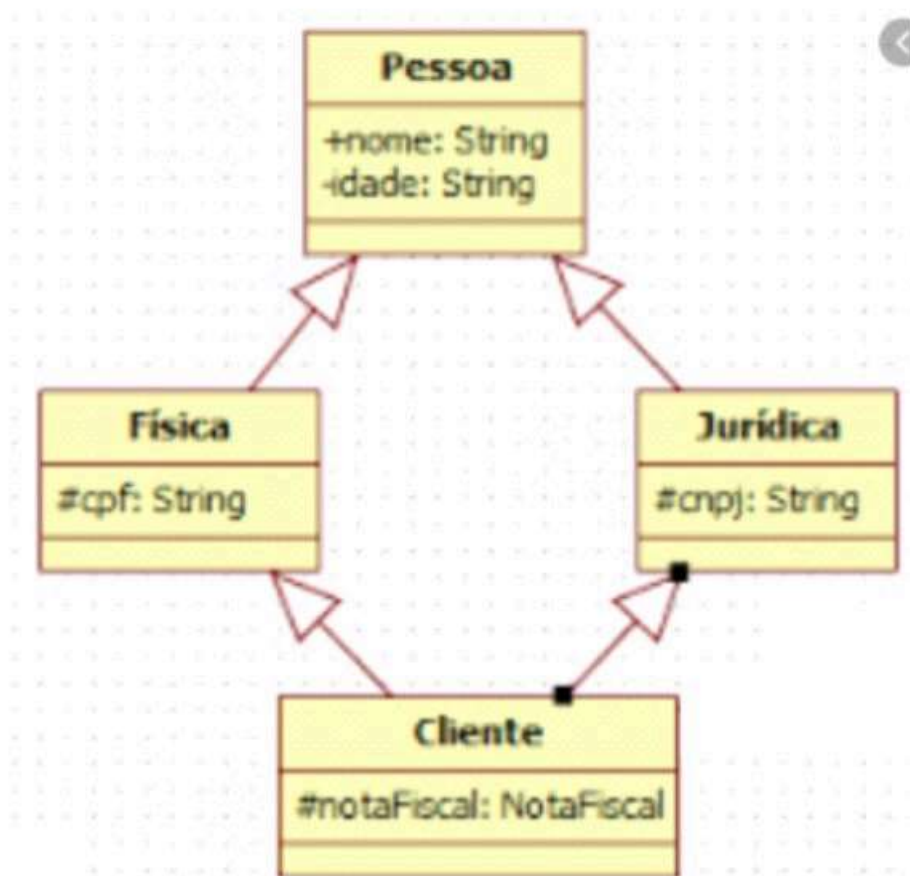 Pessoa
+nome: String
-idade: String
Física
#cpf: String
Jurídica
#cnpj: String
Cliente
#notaFiscal: NotaFiscal